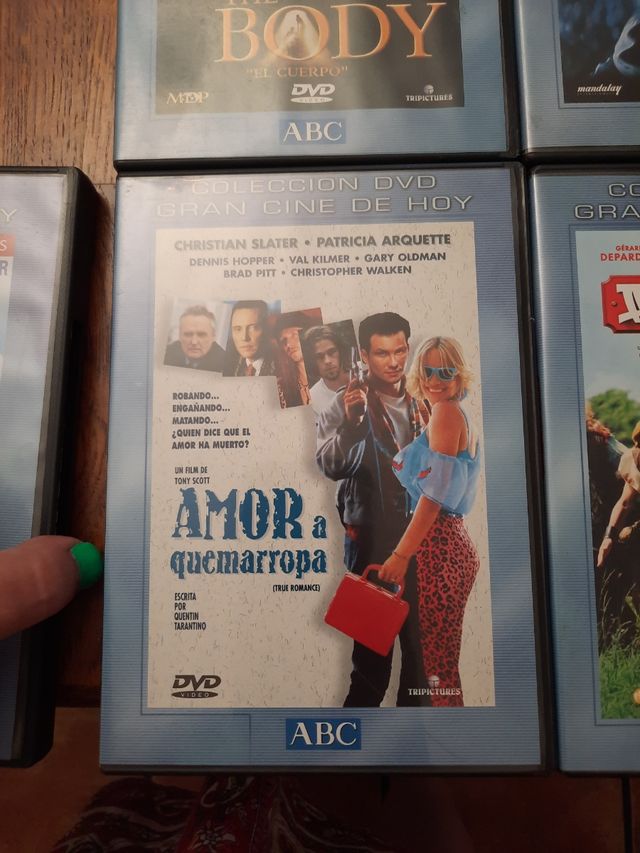 THE
BODY
"EL CUERPO"
MDP
DVD
VIDEO
TRIPICTURES
ABC
mandalay
COLECCION DVD
GRAN CINE DE HOY
CHRISTIAN SLATER • PATRICIA ARQUETTE
DENNIS HOPPER • VAL KILMER • GARY OLDMAN
BRAD PITT • CHRISTOPHER WALKEN
ROBANDO...
ENGAÑANDO...
MATANDO...
¿QUIEN DICE QUE EL
AMOR HA MUERTO?
UN FILM DE
TONY SCOTT
AMOR a
quemarropa
(TRUE ROMANCE)
ESCRITA
POR
QUENTIN
TARANTINO
DVD
VIDEO
TRIPICTURES
ABC
Y
S
R
CO
GRA
GÉRAR
DEPARD